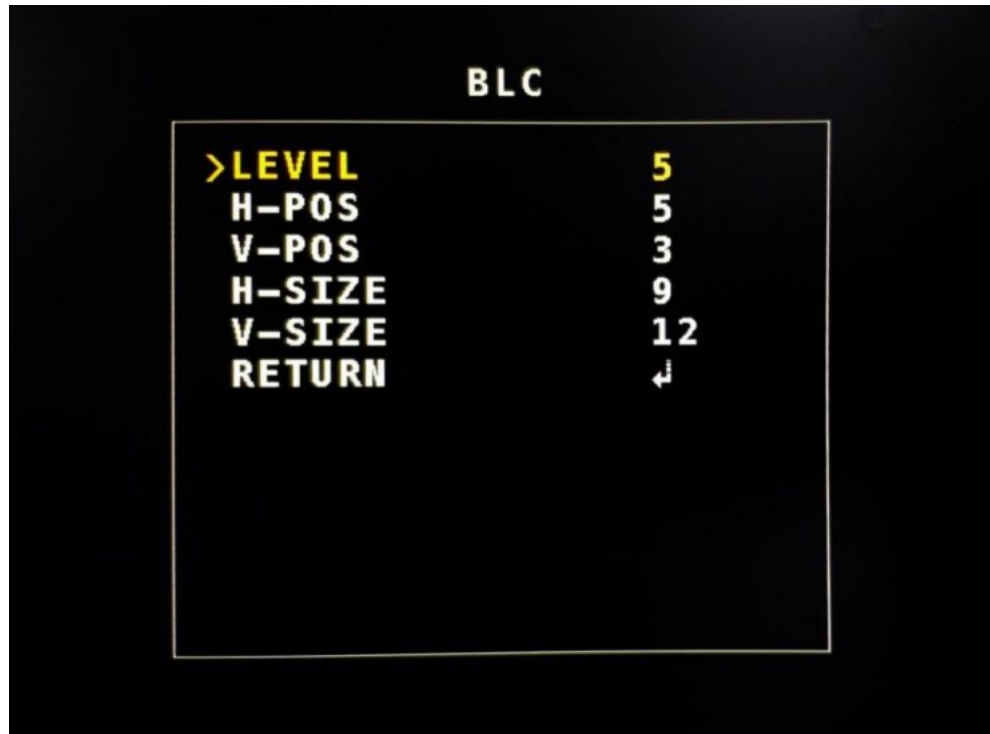 BLC
>LEVEL 5
H-POS 5
V-POS 3
H-SIZE 9
V-SIZE 12
RETURN ↲